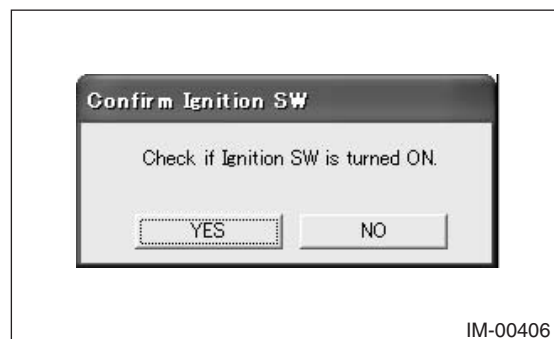 Confirm Ignition SW
Check if Ignition SW is turned ON.
YES
NO
IM-00406